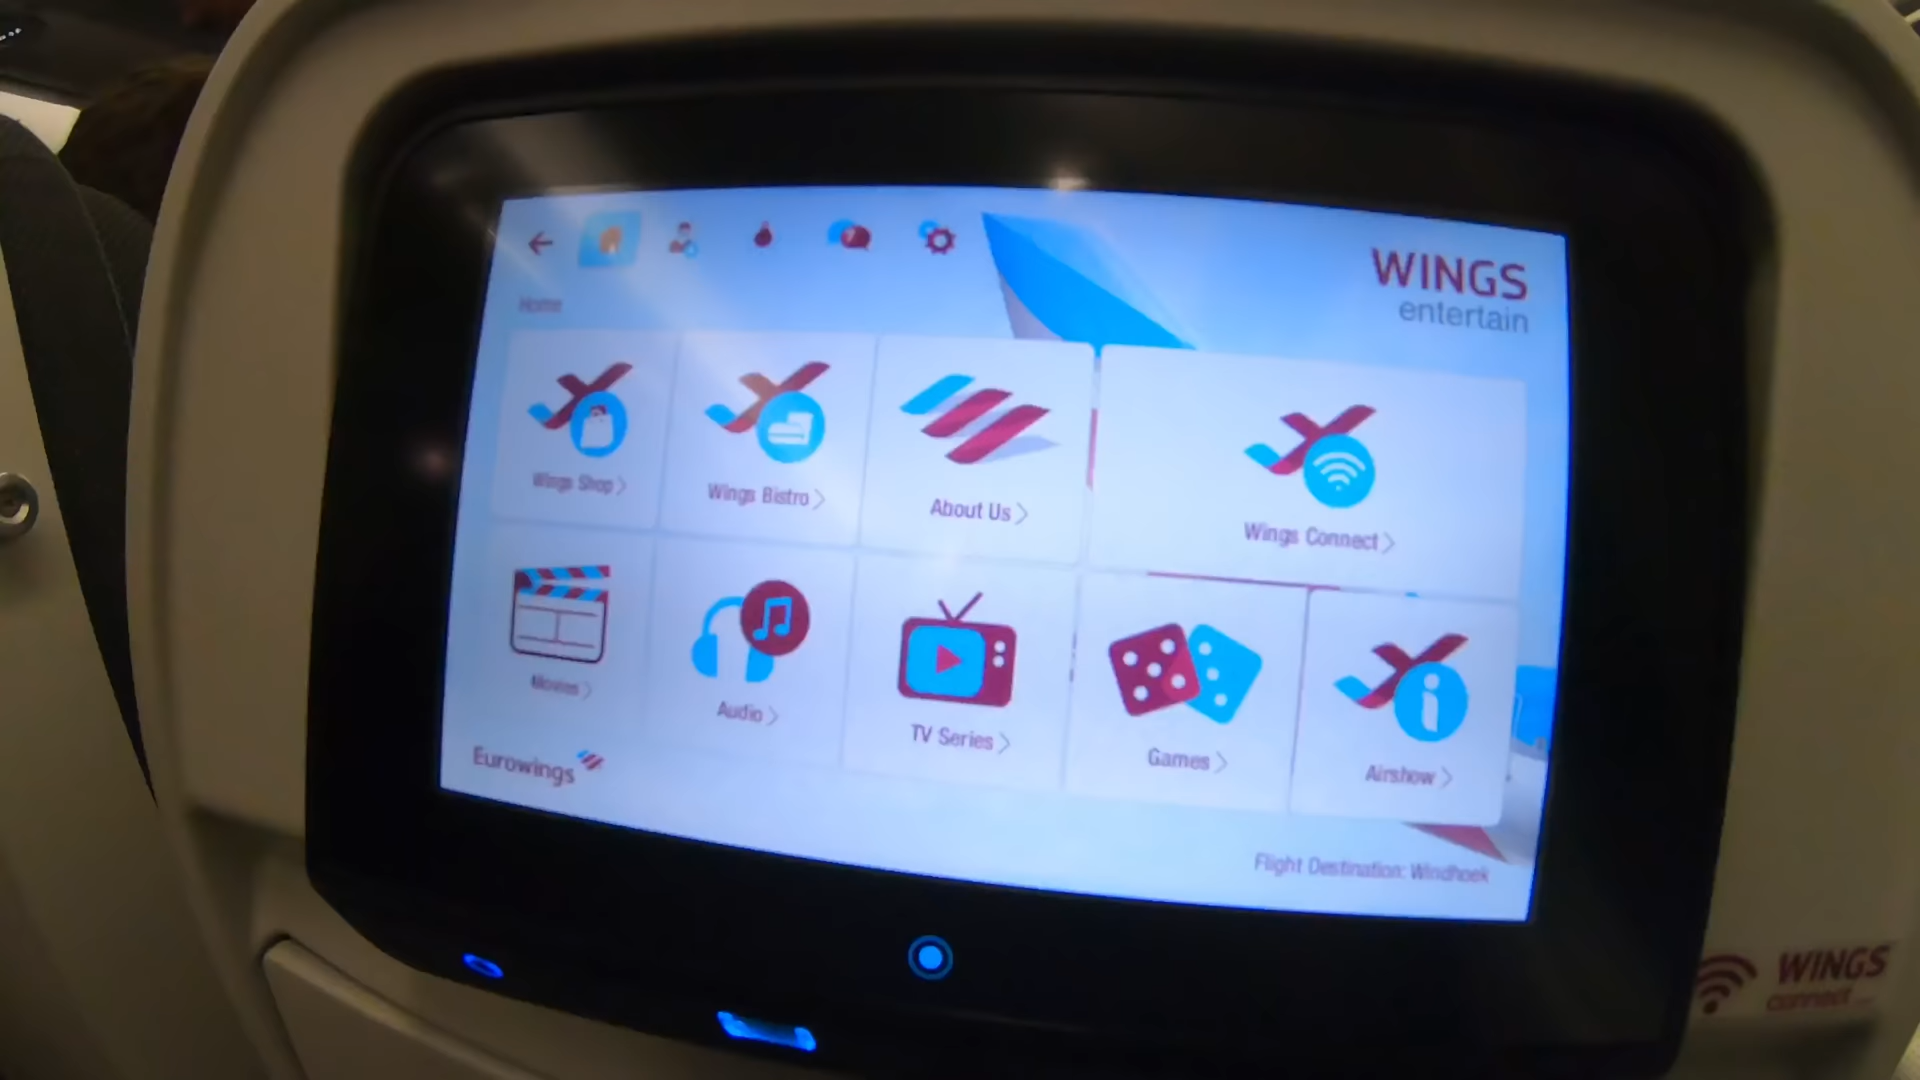 WINGS
entertain
Home
Wings Shop
Wings Bistro
About Us
Wings Connect
Movies
Audio
TV Series
Games
Airshow
Eurowings
Flight Destination: Windhoek
WINGS
connect